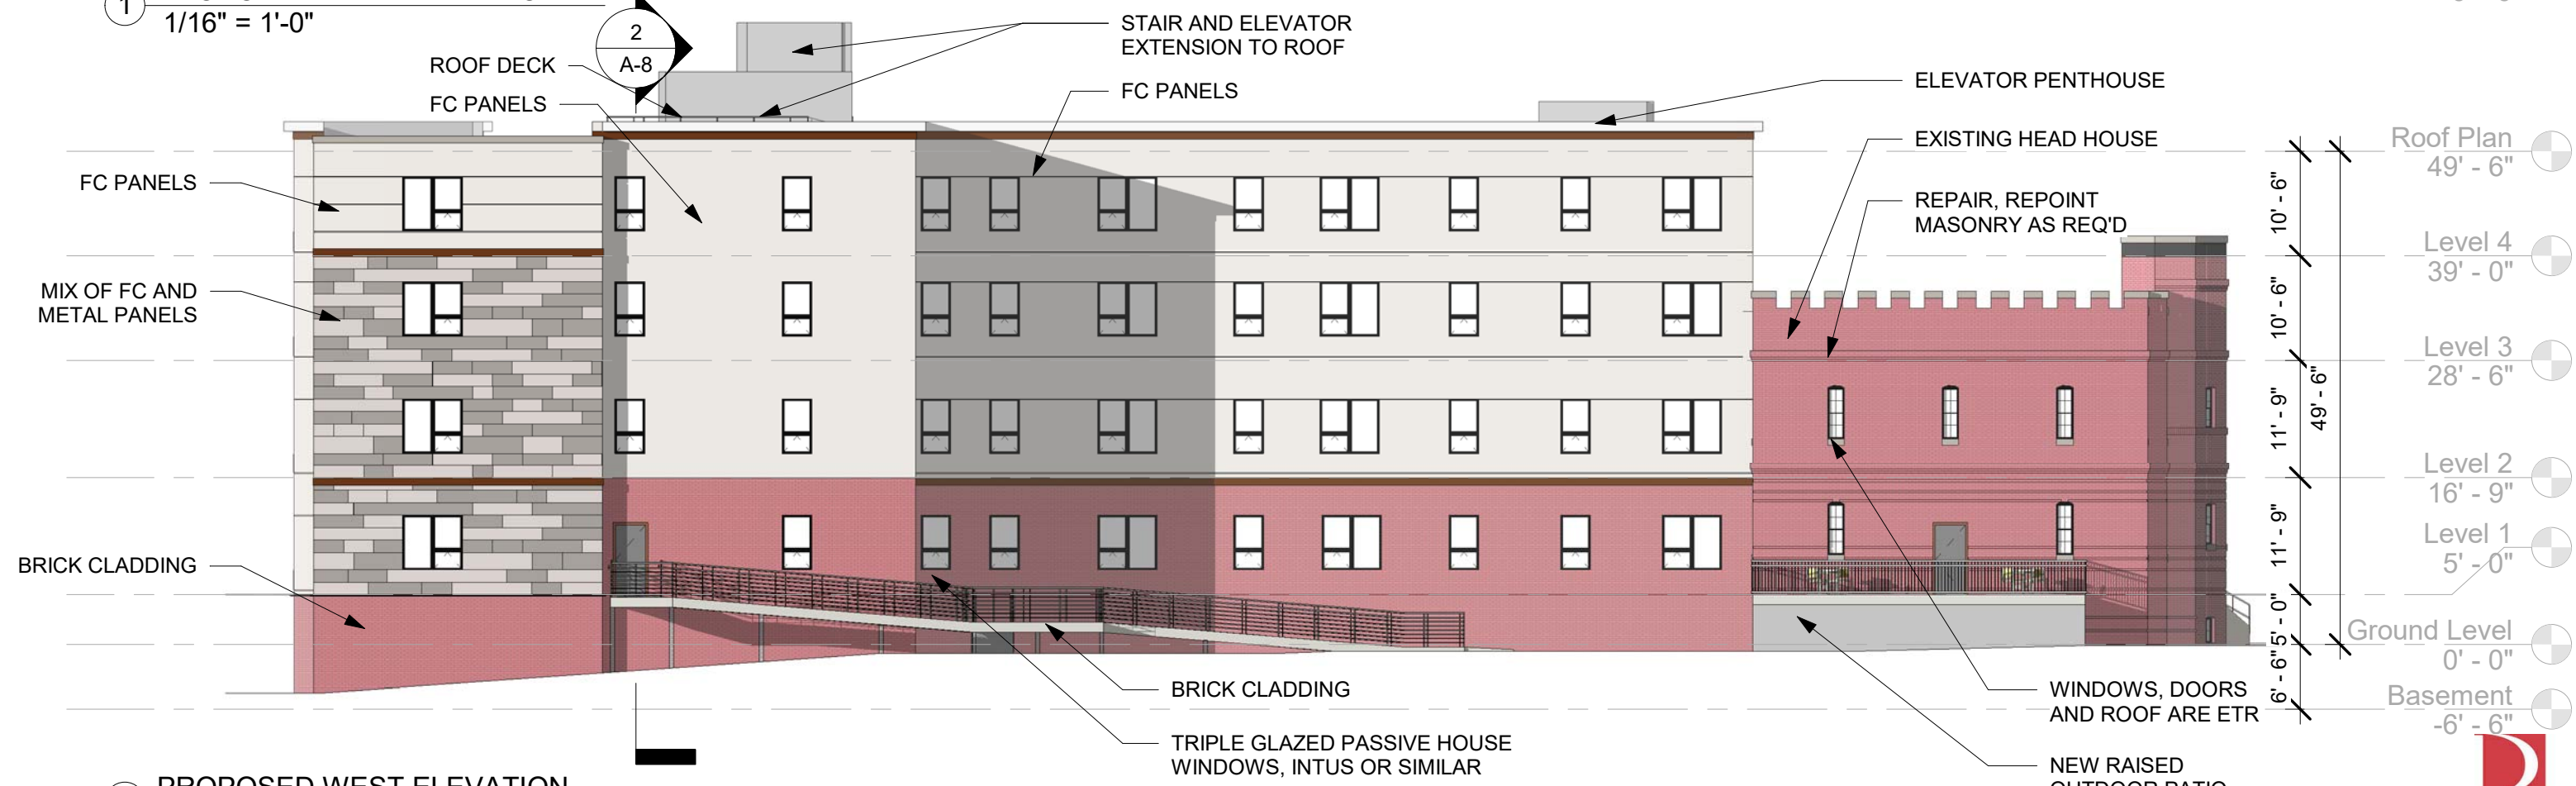 1
1/16" = 1'-0"
2
A-8
STAIR AND ELEVATOR
EXTENSION TO ROOF
ROOF DECK
FC PANELS
FC PANELS
ELEVATOR PENTHOUSE
EXISTING HEAD HOUSE
REPAIR, REPOINT
MASONRY AS REQ'D
FC PANELS
MIX OF FC AND
METAL PANELS
BRICK CLADDING
BRICK CLADDING
TRIPLE GLAZED PASSIVE HOUSE
WINDOWS, INTUS OR SIMILAR
WINDOWS, DOORS
AND ROOF ARE ETR
NEW RAISED
OUTDOOR PATIO
10' - 6"
10' - 6"
11' - 9"
11' - 9"
5' - 0"
6' - 6"
49' - 6"
Roof Plan
49' - 6"
Level 4
39' - 0"
Level 3
28' - 6"
Level 2
16' - 9"
Level 1
5' - 0"
Ground Level
0' - 0"
Basement
-6' - 6"
PROPOSED WEST ELEVATION